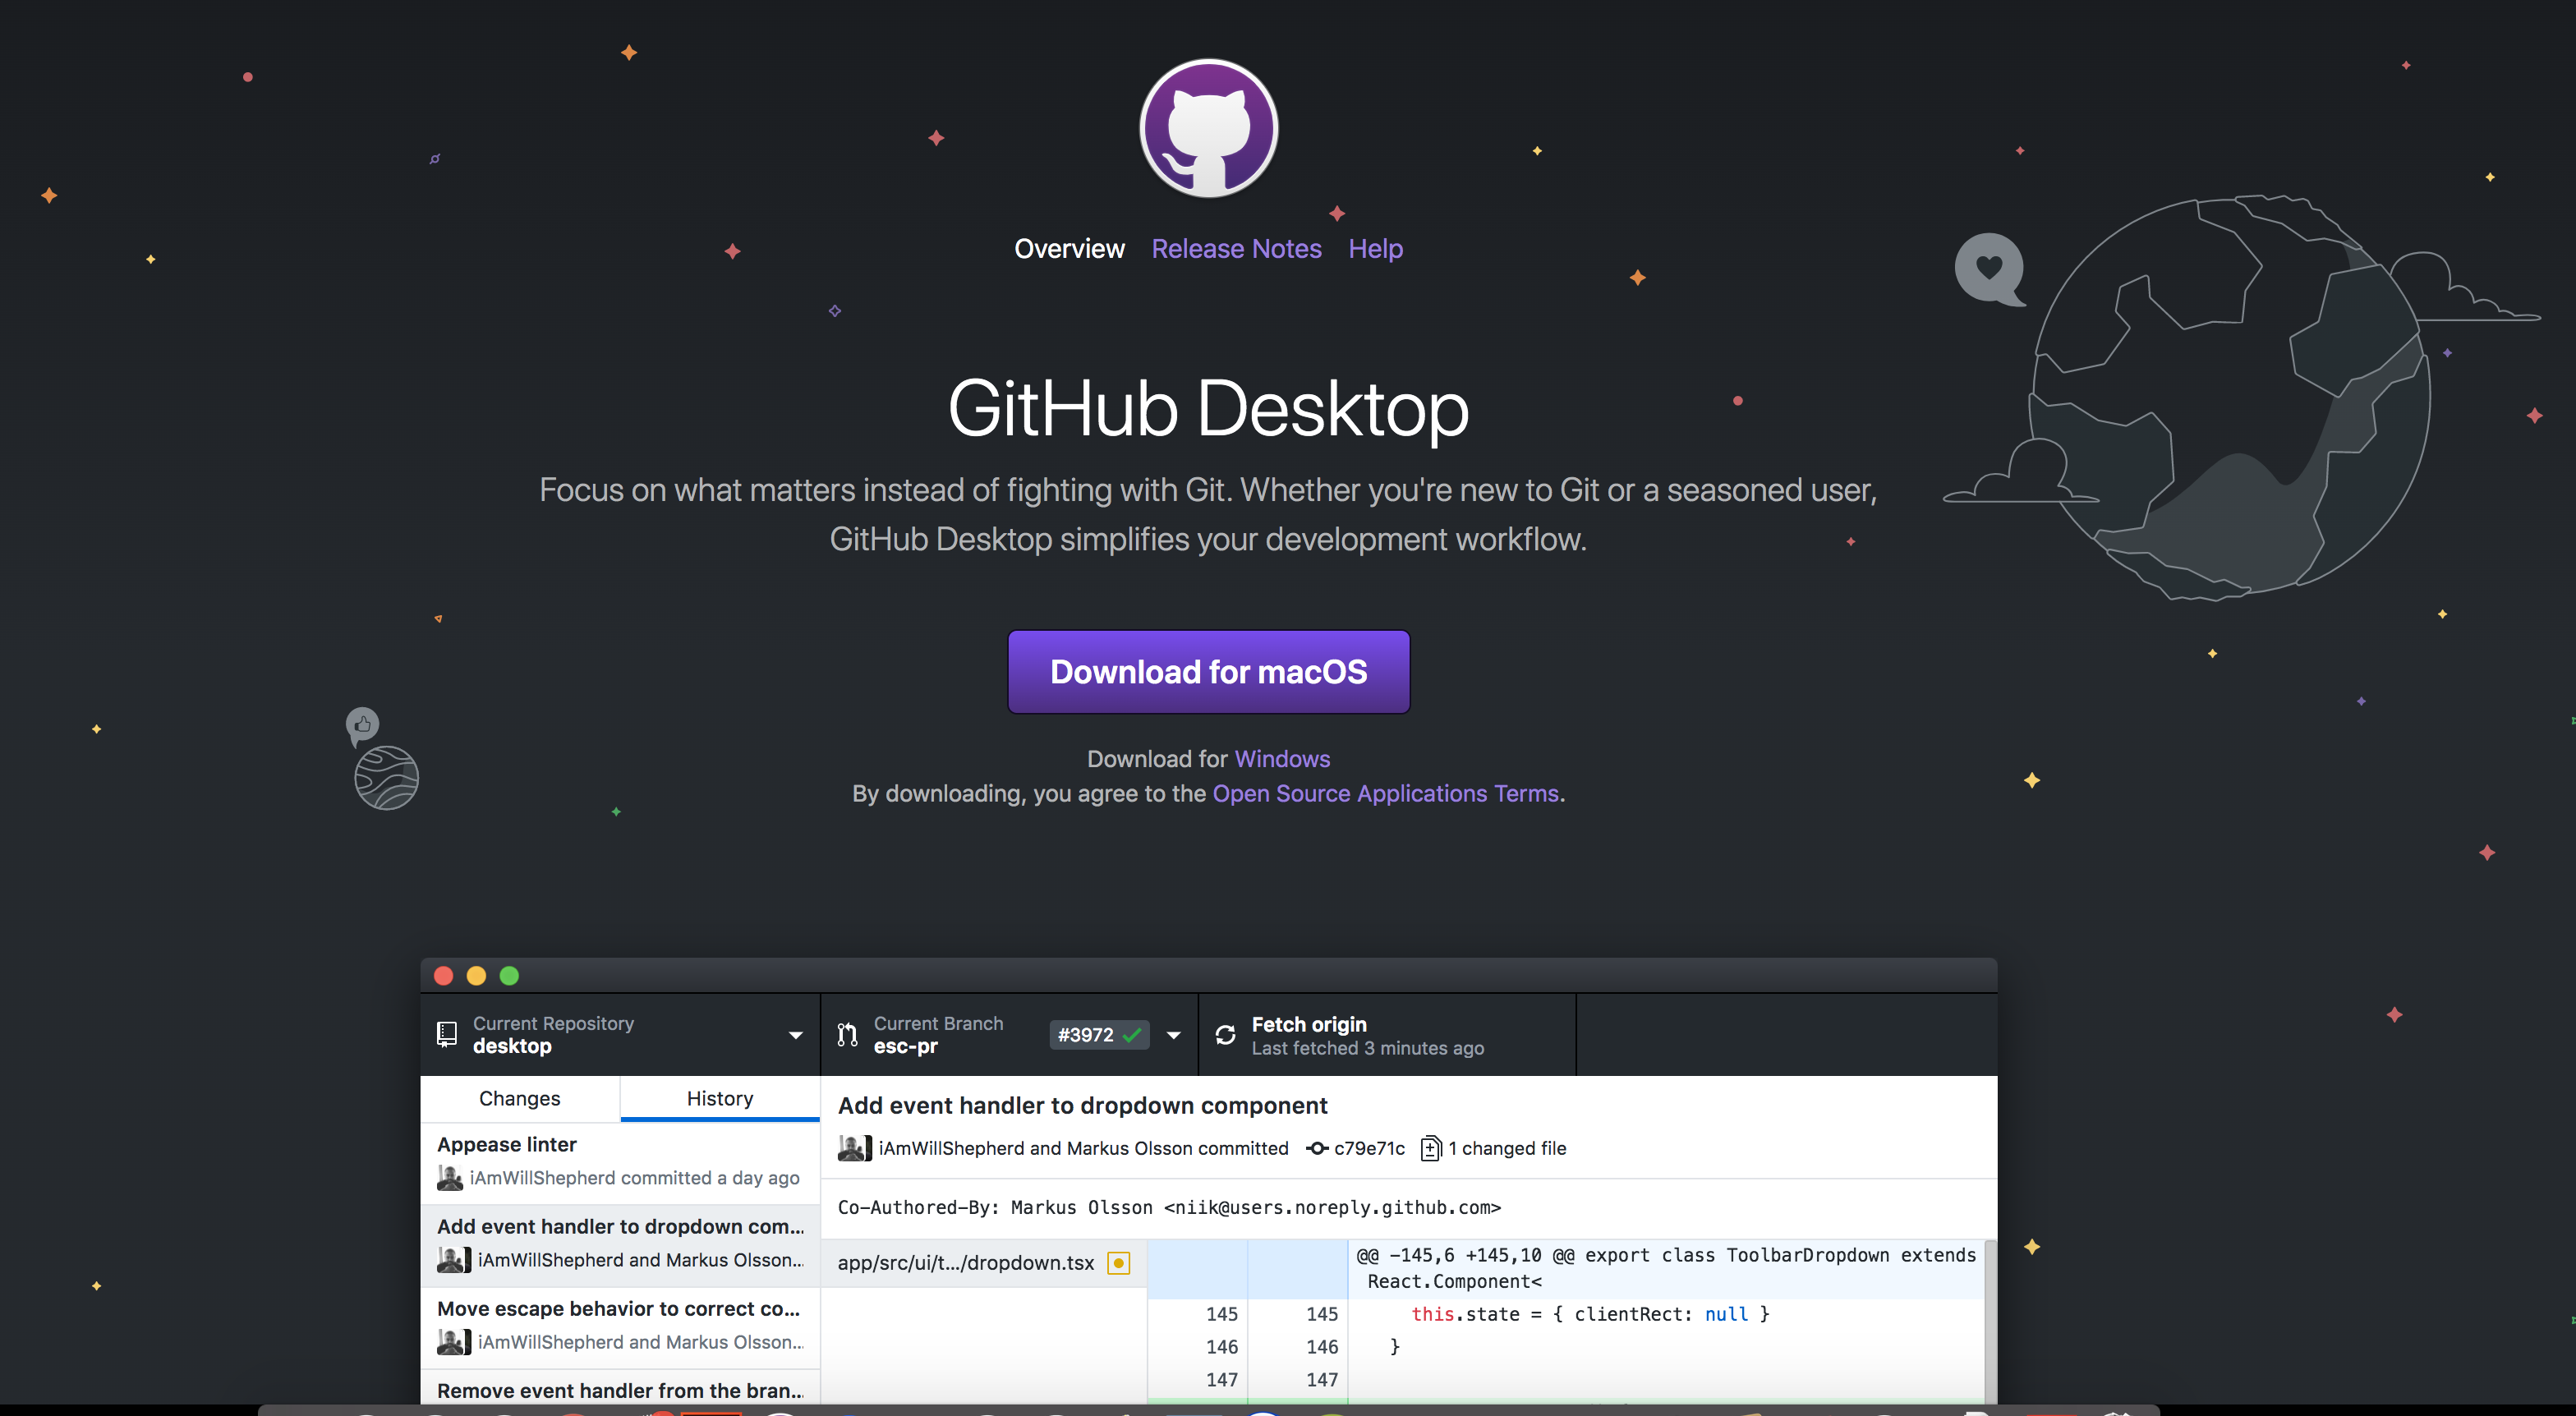 Overview Release Notes Help
GitHub Desktop
Focus on what matters instead of fighting with Git. Whether you're new to Git or a seasoned user,
GitHub Desktop simplifies your development workflow.
Download for macOS
Download for Windows
By downloading, you agree to the Open Source Applications Terms.
Current Repository
desktop
Current Branch
esc-pr
#3972
Fetch origin
Last fetched 3 minutes ago
Changes
History
Appease linter
iAmWillShepherd committed a day ago
Add event handler to dropdown com...
iAmWillShepherd and Markus Olsson...
Move escape behavior to correct co...
iAmWillShepherd and Markus Olsson...
Remove event handler from the bran...
Add event handler to dropdown component
iAmWillShepherd and Markus Olsson committed c79e71c 1 changed file
Co-Authored-By: Markus Olsson <niik@users.noreply.github.com>
app/src/ui/t.../dropdown.tsx
@@ -145,6 +145,10 @@ export class ToolbarDropdown extends
React.Component<
145 145 this.state = { clientRect: null }
146 146 }
147 147